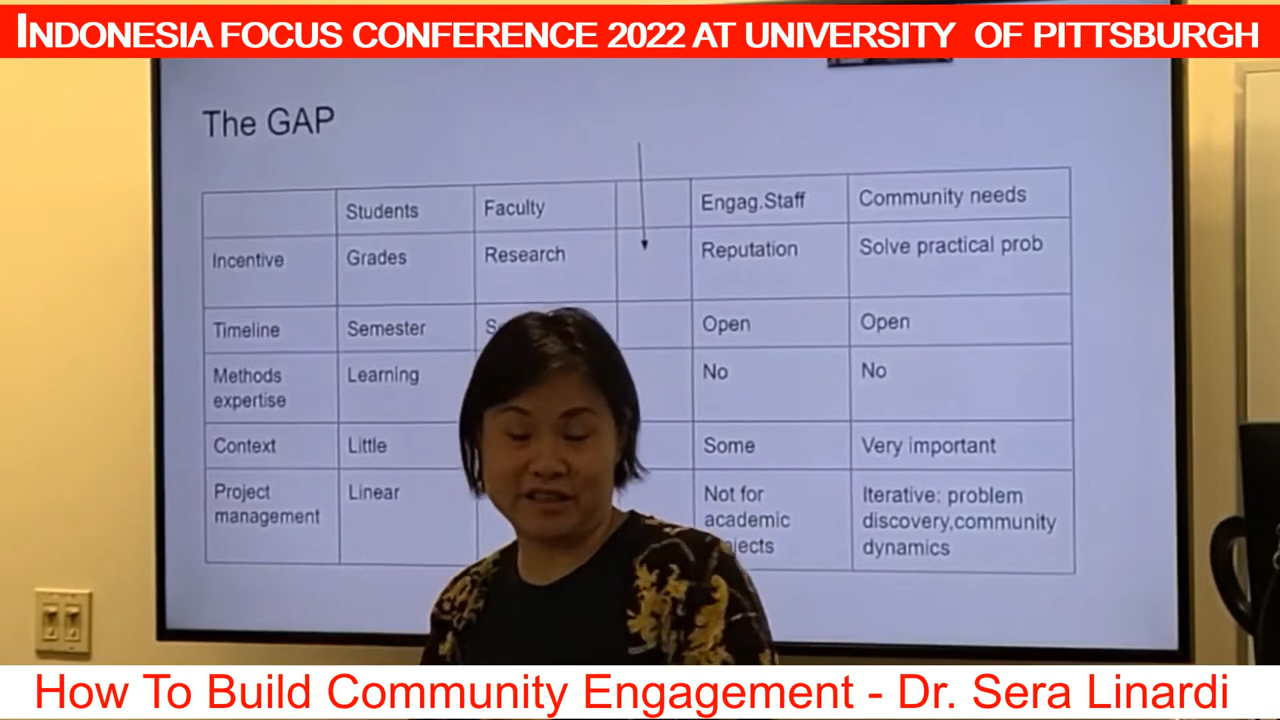 INDONESIA FOCUS CONFERENCE 2022 AT UNIVERSITY OF PITTSBURGH
The GAP
Students Faculty Engag.Staff Community needs
Incentive Grades Research Reputation Solve practical prob
Timeline Semester Open Open
Methods expertise Learning No No
Context Little Some Very important
Project management Linear Not for academic Iterative: problem discovery,community dynamics
How To Build Community Engagement - Dr. Sera Linardi